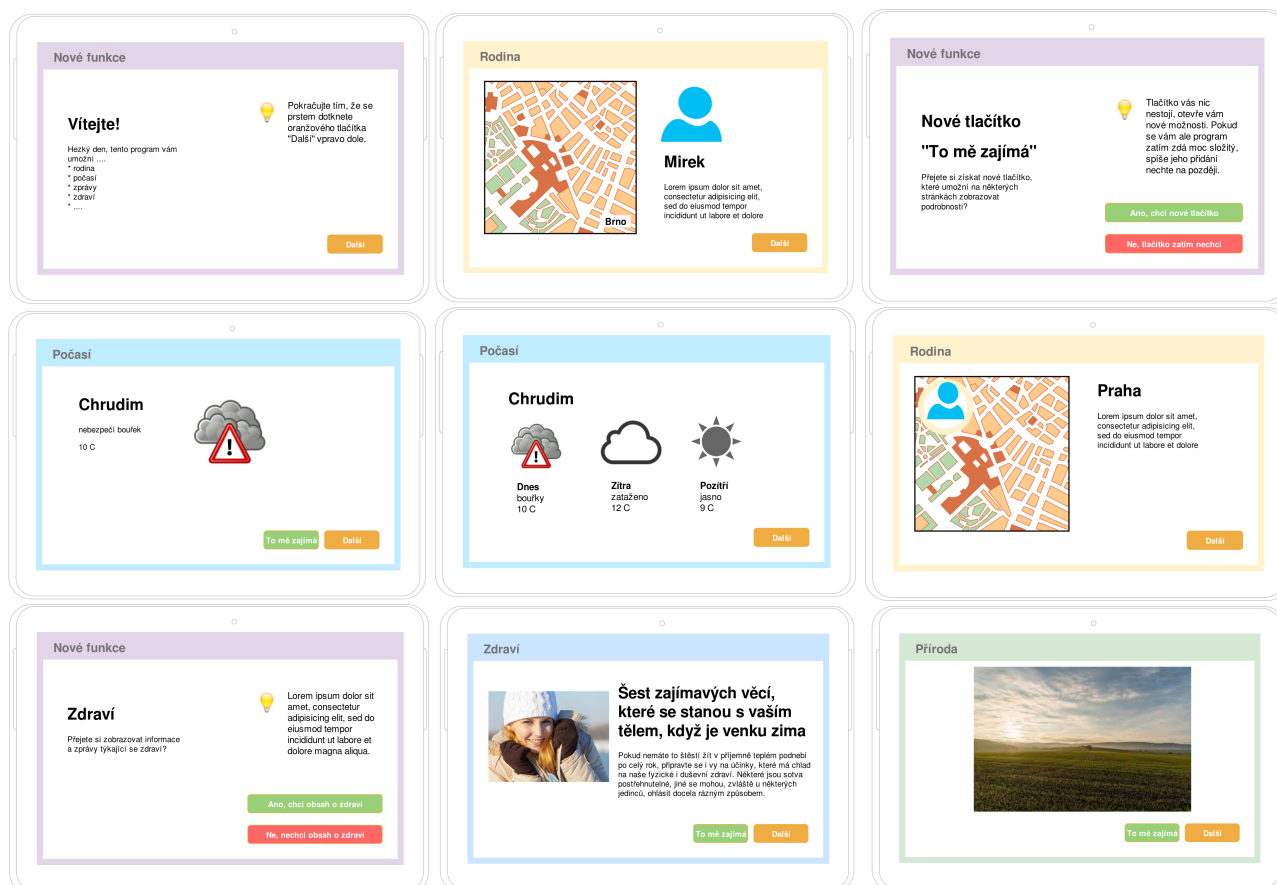 Nové funkce
Vítejte!
Hezký den, tento program vám
umožní ....
* rodina
* počasí
* zprávy
* zdraví
* ....
Pokračujte tím, že se
prstem dotknete
oranžového tlačítka
"Další" vpravo dole.
Další
Rodina
Brno
Mirek
Lorem ipsum dolor sit amet,
consectetur adipisicing elit,
sed do eiusmod tempor
incididunt ut labore et dolore
Další
Nové funkce
Nové tlačítko
"To mě zajímá"
Přejete si získat nové tlačítko,
které umožní na některých
stránkách zobrazovat
podrobnosti?
Tlačítko vás nic
nestojí, otevře vám
nové možnosti. Pokud
se vám ale program
zatím zdá moc složitý,
spíše jeho přidání
nechte na později.
Ano, chci nové tlačítko
Ne, tlačítko zatím nechci
Počasí
Chrudim
nebezpečí bouřek
10 C
To mě zajímá
Další
Počasí
Chrudim
Dnes
bouřky
10 C
Zítra
zataženo
12 C
Pozítří
jasno
9 C
Další
Rodina
Praha
Lorem ipsum dolor sit amet,
consectetur adipisicing elit,
sed do eiusmod tempor
incididunt ut labore et dolore
Další
Nové funkce
Zdraví
Přejete si zobrazovat informace
a zprávy týkající se zdraví?
Lorem ipsum dolor sit
amet, consectetur
adipisicing elit, sed do
eiusmod tempor
incididunt ut labore et
dolore magna aliqua.
Ano, chci obsah o zdraví
Ne, nechci obsah o zdraví
Zdraví
Šest zajímavých věcí,
které se stanou s vaším
tělem, když je venku zima
Pokud nemáte to štěstí žít v příjemně teplém podnebí
po celý rok, připravte se i vy na účinky, které má chlad
na naše fyzické i duševní zdraví. Některé jsou sotva
postřehnutelné, jiné se mohou, zvláště u některých
jedinců, ohlásit docela rázným způsobem.
To mě zajímá
Další
Příroda
To mě zajímá
Další